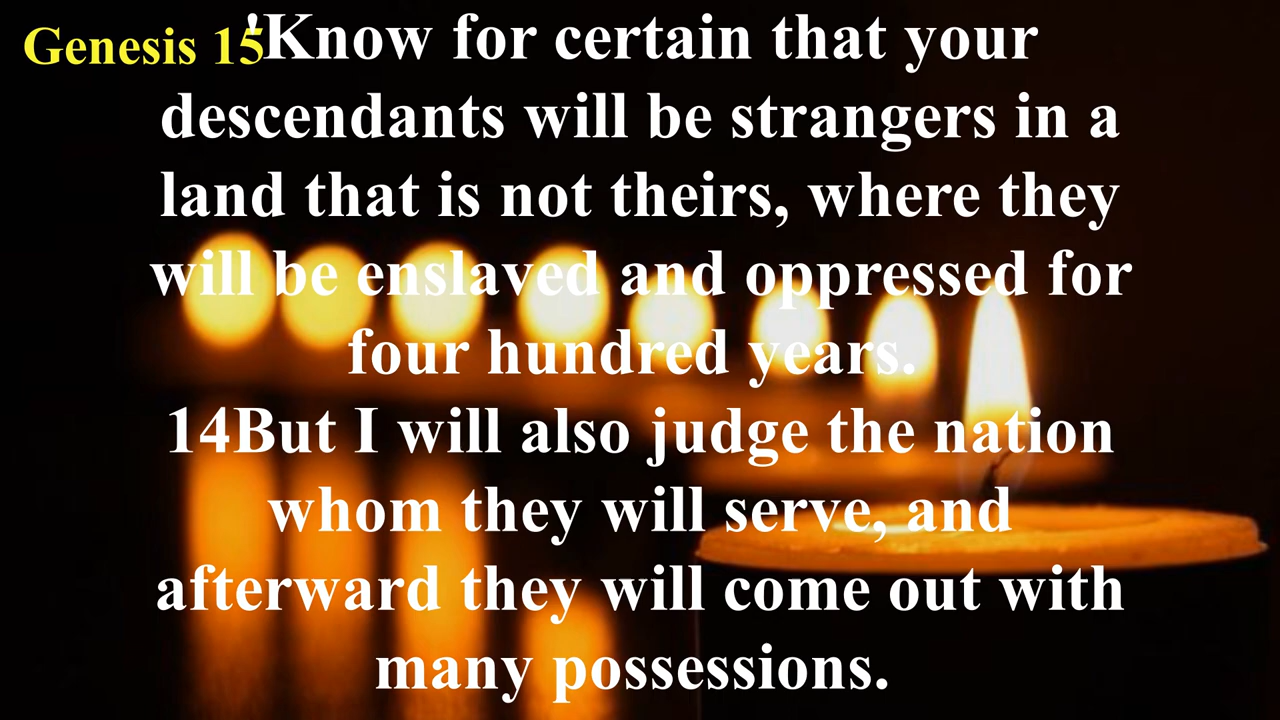 Genesis 15
'Know for certain that your
descendants will be strangers in a
land that is not theirs, where they
will be enslaved and oppressed for
four hundred years.
14But I will also judge the nation
whom they will serve, and
afterward they will come out with
many possessions.